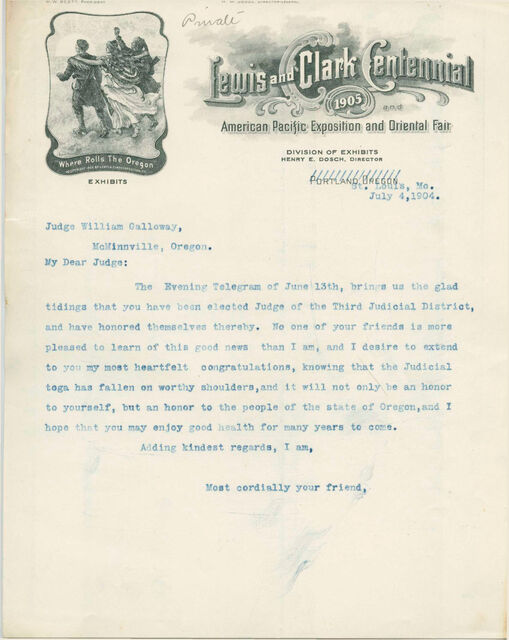 Private
Lewis and Clark Centennial
1905
and
American Pacific Exposition and Oriental Fair
Where Rolls The Oregon
EXHIBITS
DIVISION OF EXHIBITS
HENRY E. DOSCH, DIRECTOR
PORTLAND, OREGON
St. Louis, Mo.
July 4,1904.
Judge William Galloway,
McMinnville, Oregon.
My Dear Judge:
The Evening Telegram of June 13th, brings us the glad
tidings that you have been elected Judge of the Third Judicial District,
and have honored themselves thereby. No one of your friends is more
pleased to learn of this good news than I am, and I desire to extend
to you my most heartfelt congratulations, knowing that the Judicial
toga has fallen on worthy shoulders,and it will not only be an honor
to yourself, but an honor to the people of the state of Oregon,and I
hope that you may enjoy good health for many years to come.
Adding kindest regards, I am,
Most cordially your friend,